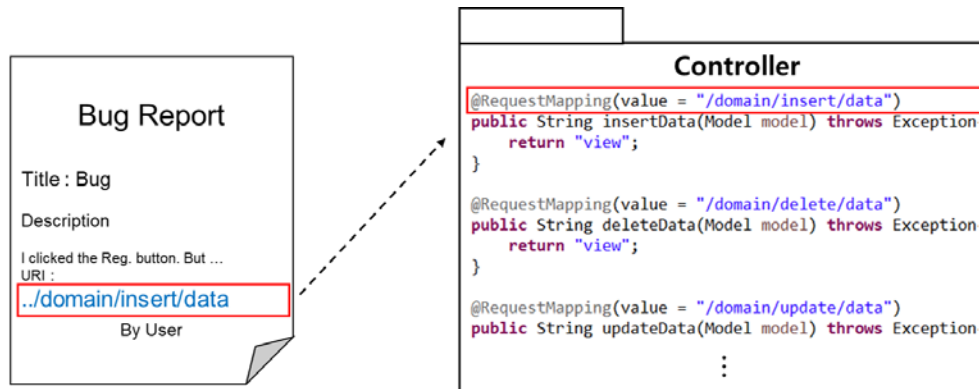 Bug Report
Title : Bug
Description
I clicked the Reg. button. But ...
URI :
../domain/insert/data
By User
Controller
@RequestMapping(value = "/domain/insert/data")
public String insertData(Model model) throws Exception
return "view";
}
@RequestMapping(value = "/domain/delete/data")
public String deleteData(Model model) throws Exception
return "view";
}
@RequestMapping(value = "/domain/update/data")
public String updateData(Model model) throws Exception
⋮